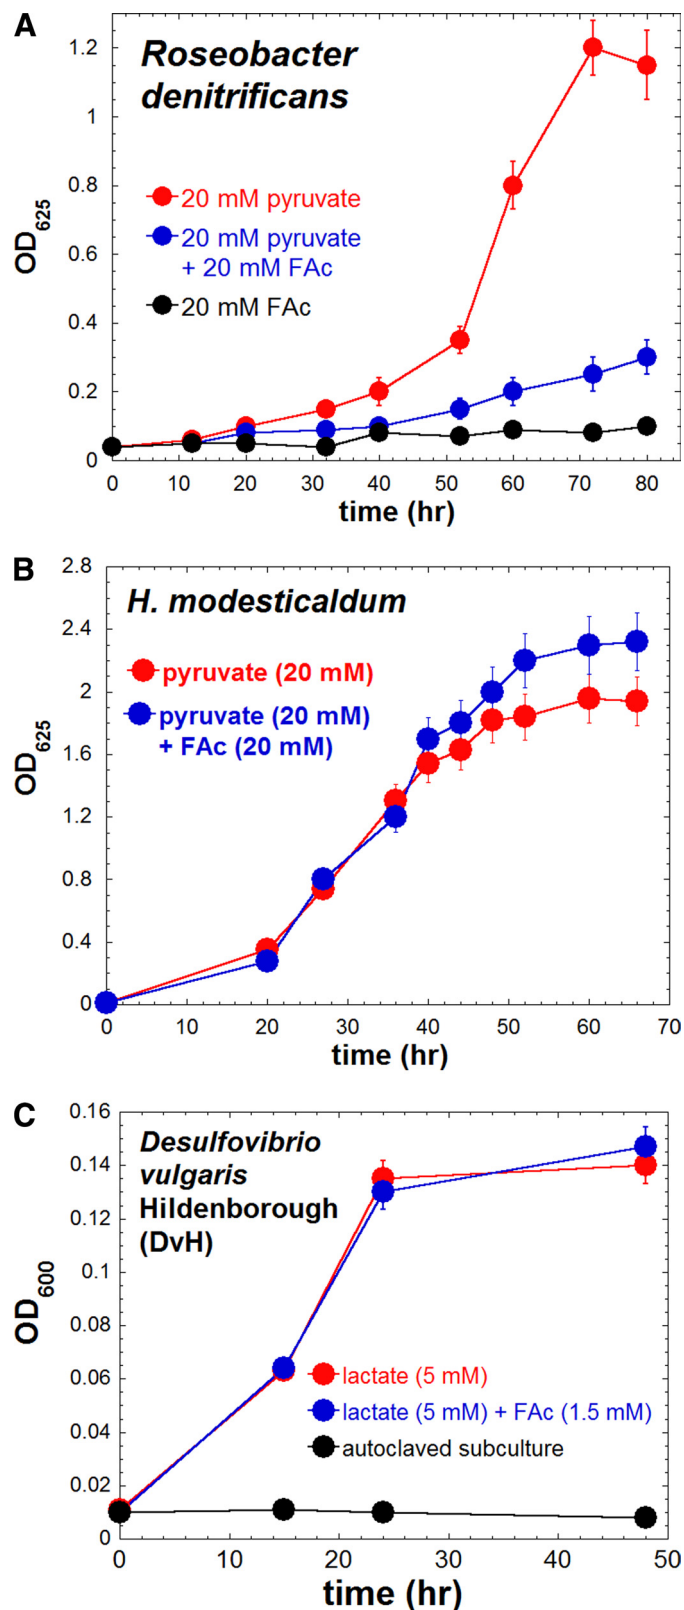 A
Roseobacter
denitrificans
20 mM pyruvate
20 mM pyruvate
+ 20 mM FAc
20 mM FAc
OD625
1.2
1
0.8
0.6
0.4
0.2
0
0 10 20 30 40 50 60 70 80
time (hr)
B
H. modesticaldum
pyruvate (20 mM)
pyruvate (20 mM)
+ FAc (20 mM)
OD625
2.8
2.4
2
1.6
1.2
0.8
0.4
0
0 10 20 30 40 50 60 70
time (hr)
C
Desulfovibrio
vulgaris
Hildenborough
(DvH)
OD600
0.16
0.14
0.12
0.1
0.08
0.06
0.04
0.02
0
lactate (5 mM)
lactate (5 mM) + FAc (1.5 mM)
autoclaved subculture
0 10 20 30 40 50
time (hr)